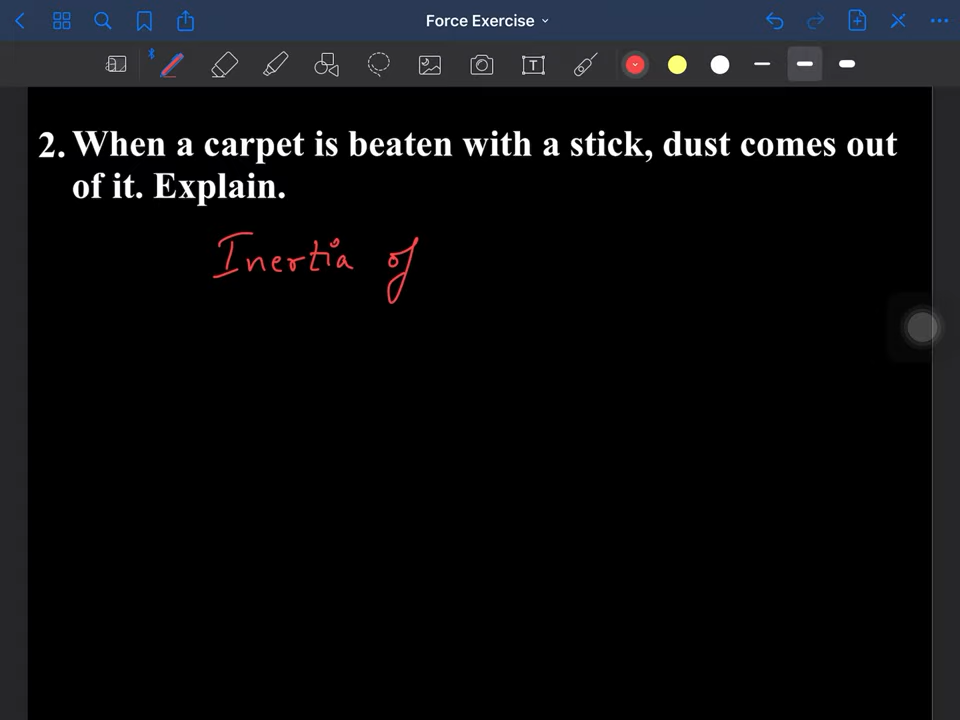 Force Exercise
T
2. When a carpet is beaten with a stick, dust comes out
of it. Explain.
Inertia of